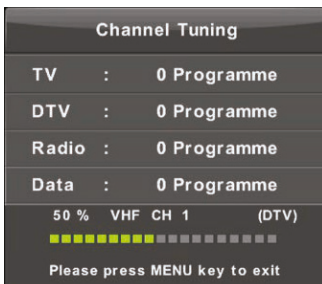 Channel Tuning
TV : 0 Programme
DTV : 0 Programme
Radio : 0 Programme
Data : 0 Programme
50 % VHF CH 1 (DTV)
Please press MENU key to exit